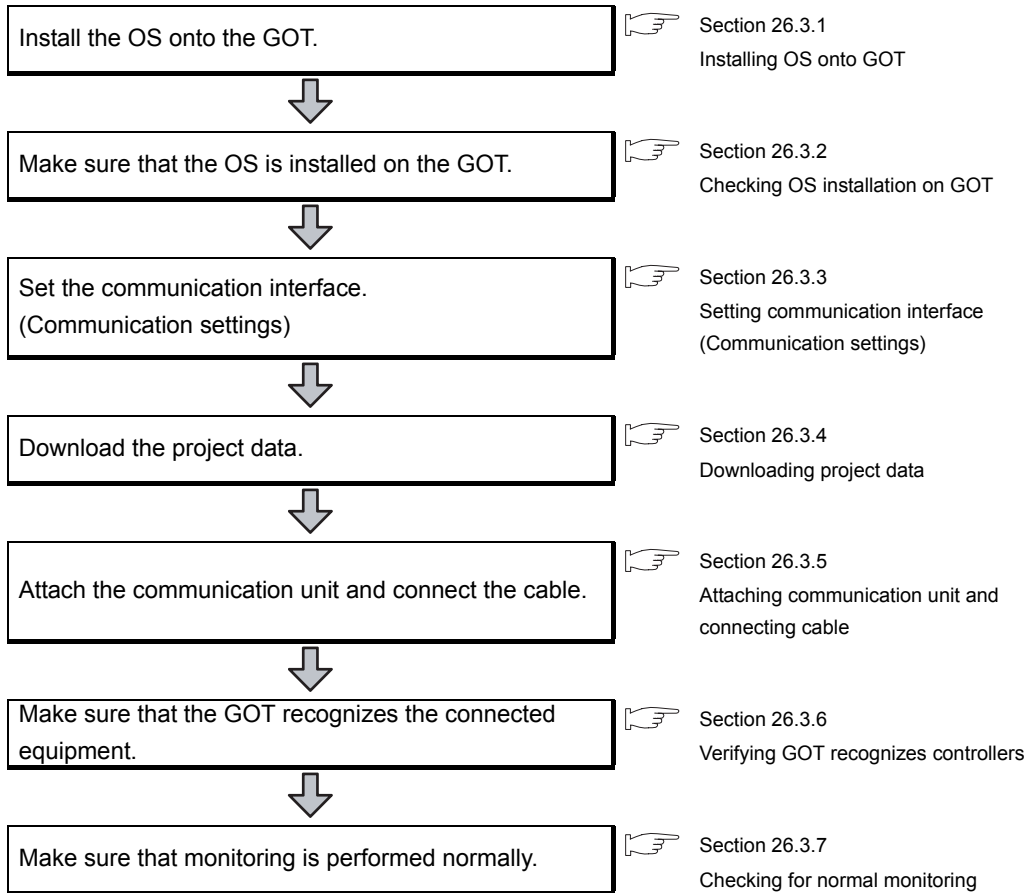 Install the OS onto the GOT.
Section 26.3.1
Installing OS onto GOT
Make sure that the OS is installed on the GOT.
Section 26.3.2
Checking OS installation on GOT
Set the communication interface.
(Communication settings)
Section 26.3.3
Setting communication interface
(Communication settings)
Download the project data.
Section 26.3.4
Downloading project data
Attach the communication unit and connect the cable.
Section 26.3.5
Attaching communication unit and
connecting cable
Make sure that the GOT recognizes the connected
equipment.
Section 26.3.6
Verifying GOT recognizes controllers
Make sure that monitoring is performed normally.
Section 26.3.7
Checking for normal monitoring